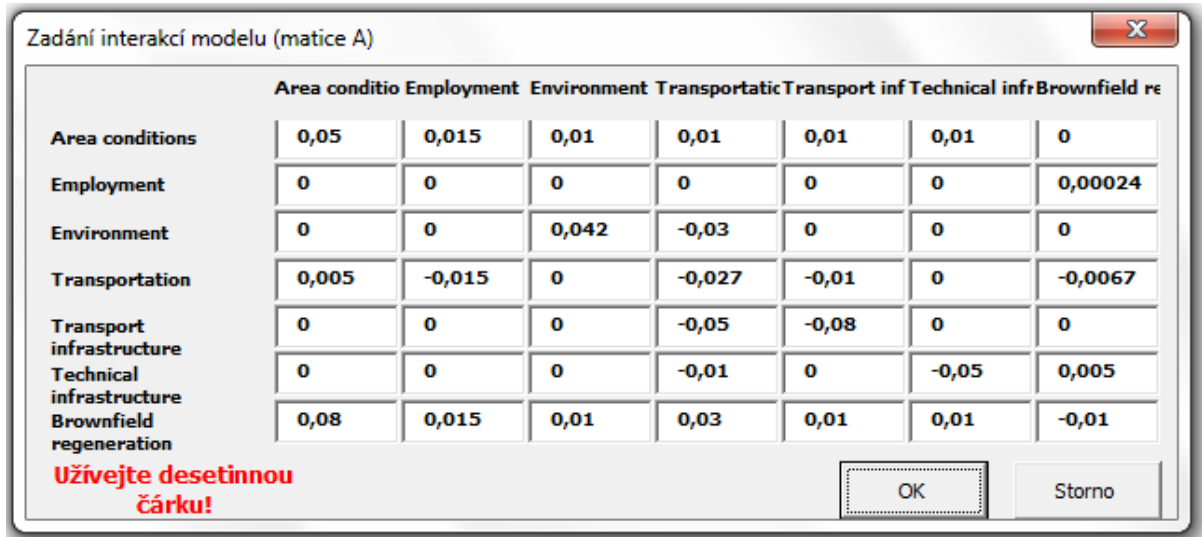 Zadání interakcí modelu (matice A)
Area conditio Employment Environment Transportatic Transport inf Technical infr Brownfield re
Area conditions 0,05 0,015 0,01 0,01 0,01 0,01 0
Employment 0 0 0 0 0 0 0,00024
Environment 0 0 0,042 -0,03 0 0 0
Transportation 0,005 -0,015 0 -0,027 -0,01 0 -0,0067
Transport
infrastructure 0 0 0 -0,05 -0,08 0 0
Technical
infrastructure 0 0 0 -0,01 0 -0,05 0,005
Brownfield
regeneration 0,08 0,015 0,01 0,03 0,01 0,01 -0,01
Užívejte desetinnou
čárku!
OK Storno